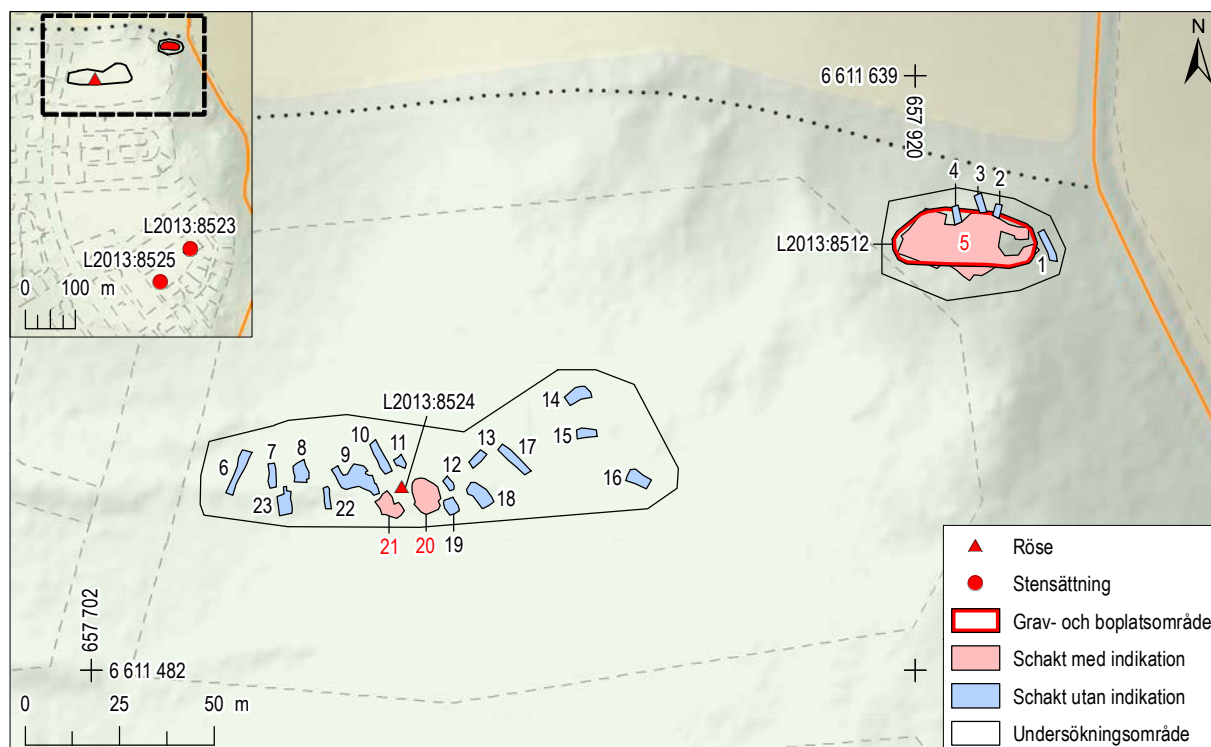 N
6 611 639
657 920
L2013:8523
L2013:8525
0 100 m
4 3 2
L2013:8512
5
1
14
L2013:8524
15
10 11 13 17
6 7 8 9
12
16
23 22 18
21 20 19
657 702
6 611 482
0 25 50 m
Röse
Stensättning
Grav- och boplatsområde
Schakt med indikation
Schakt utan indikation
Undersökningsområde